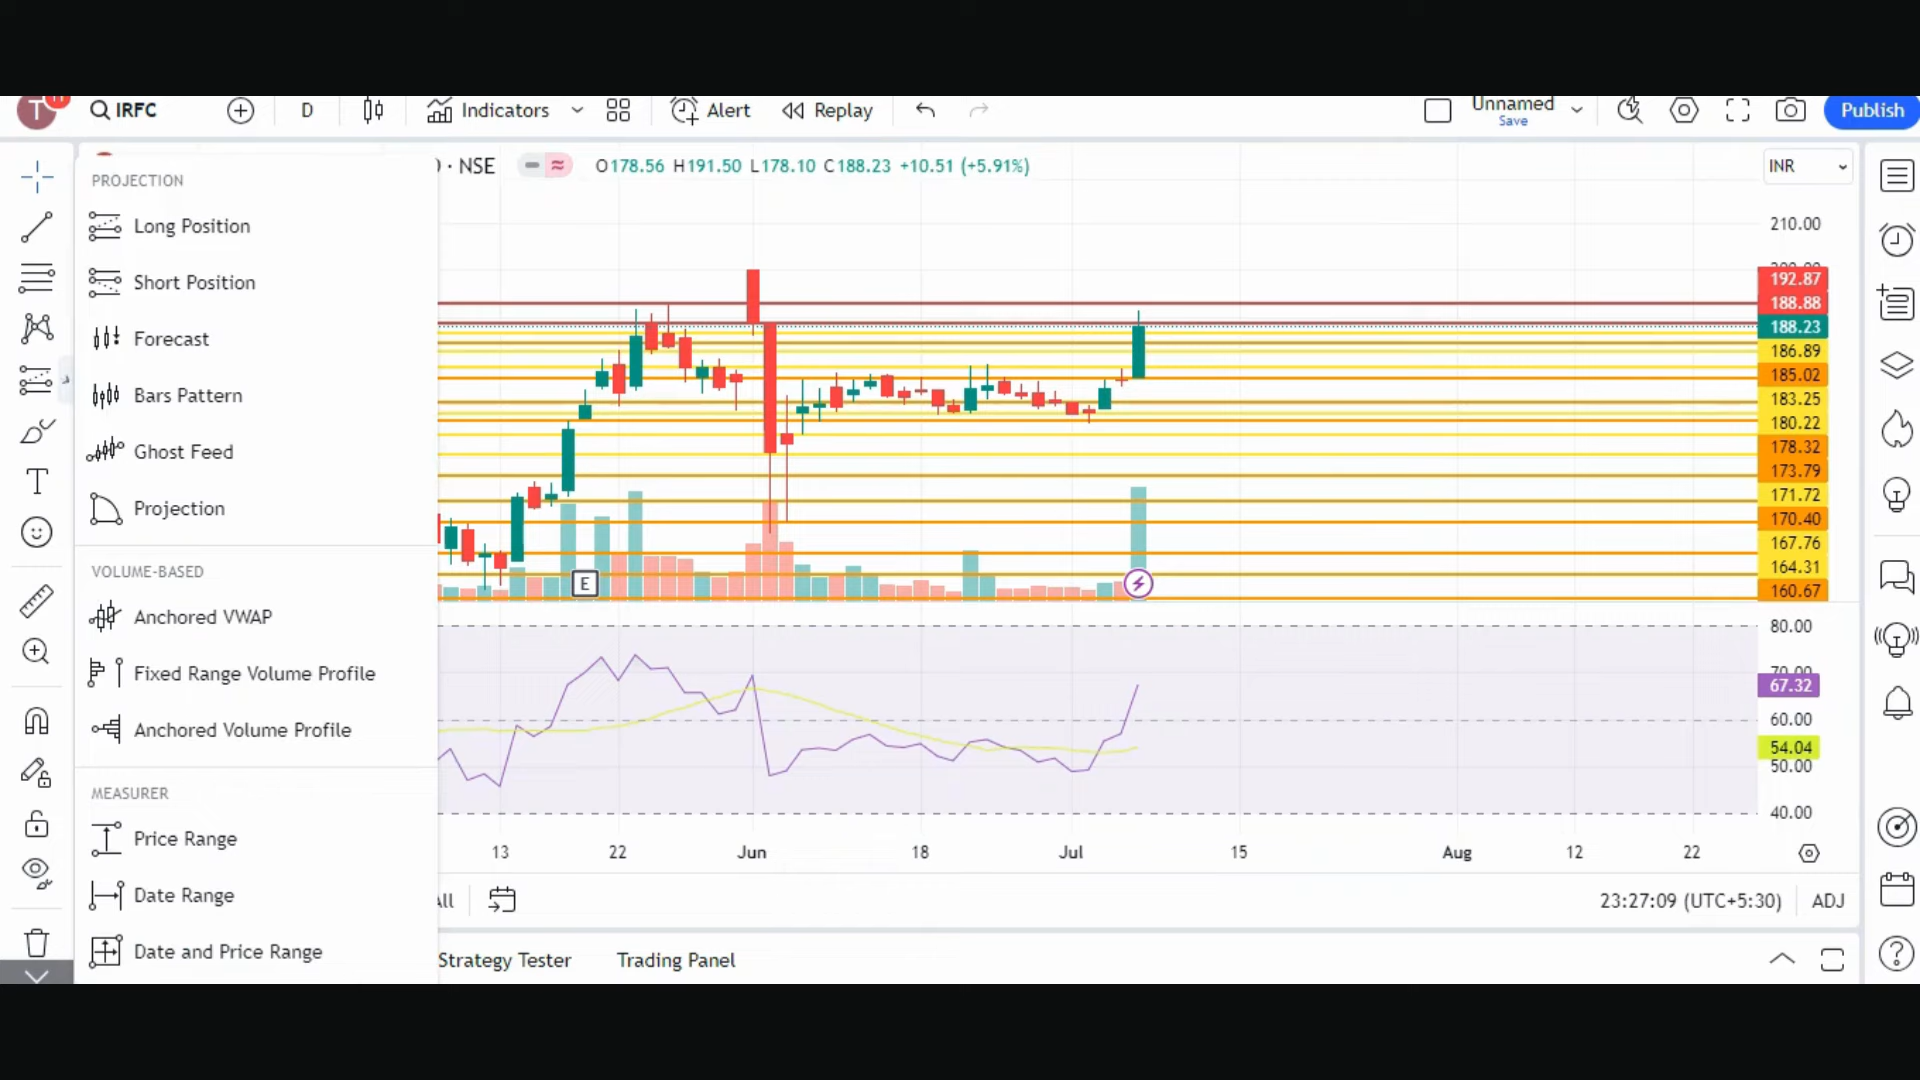 T 11 IRFC D Indicators Alert Replay Unnamed Save Publish
· NSE O178.56 H191.50 L178.10 C188.23 +10.51 (+5.91%) INR
PROJECTION
Long Position
Short Position
Forecast
Bars Pattern
Ghost Feed
Projection
VOLUME-BASED
Anchored VWAP
Fixed Range Volume Profile
Anchored Volume Profile
MEASURER
Price Range
Date Range
Date and Price Range
T
E
210.00
192.87
188.88
188.23
186.89
185.02
183.25
180.22
178.32
173.79
171.72
170.40
167.76
164.31
160.67
80.00
70.00
67.32
60.00
54.04
50.00
40.00
13 22 Jun 18 Jul 15 Aug 12 22
All 23:27:09 (UTC+5:30) ADJ
Strategy Tester Trading Panel